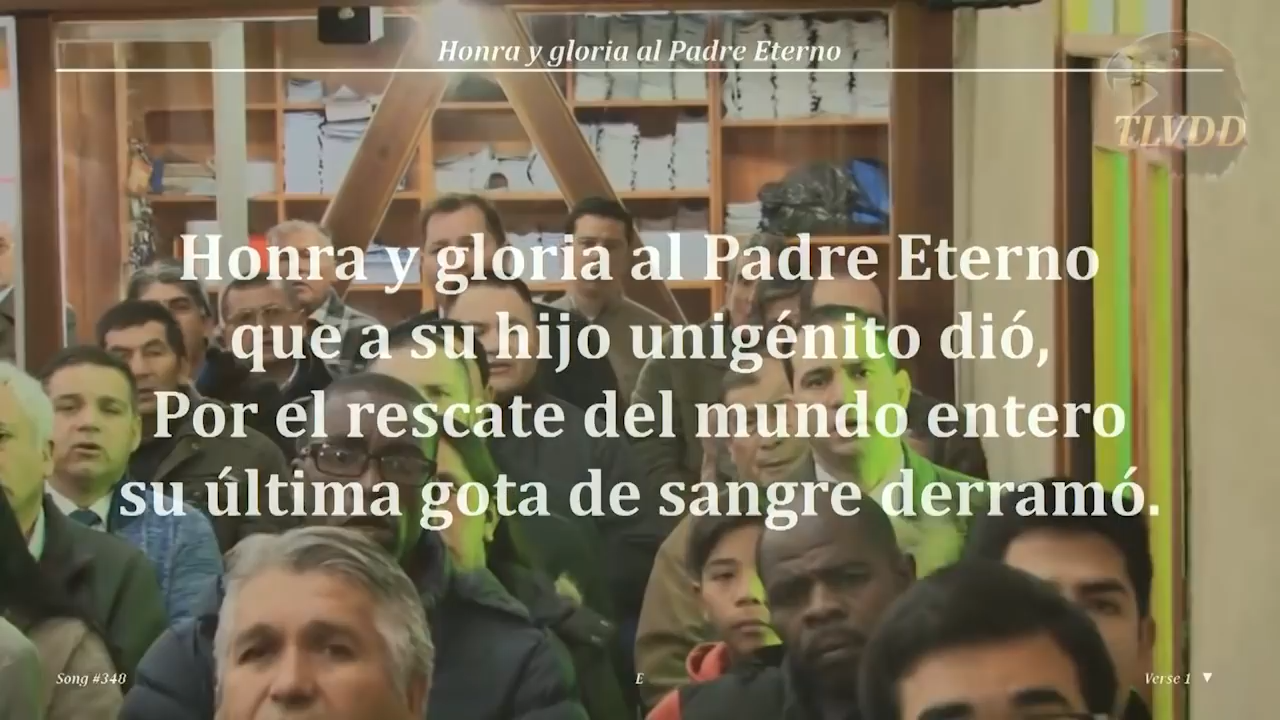 Honra y gloria al Padre Eterno
TLVDD
Honra y gloria al Padre Eterno
que a su hijo unigénito dió,
Por el rescate del mundo entero
su última gota de sangre derramó.
Song #348
E
Verse 1 ▼